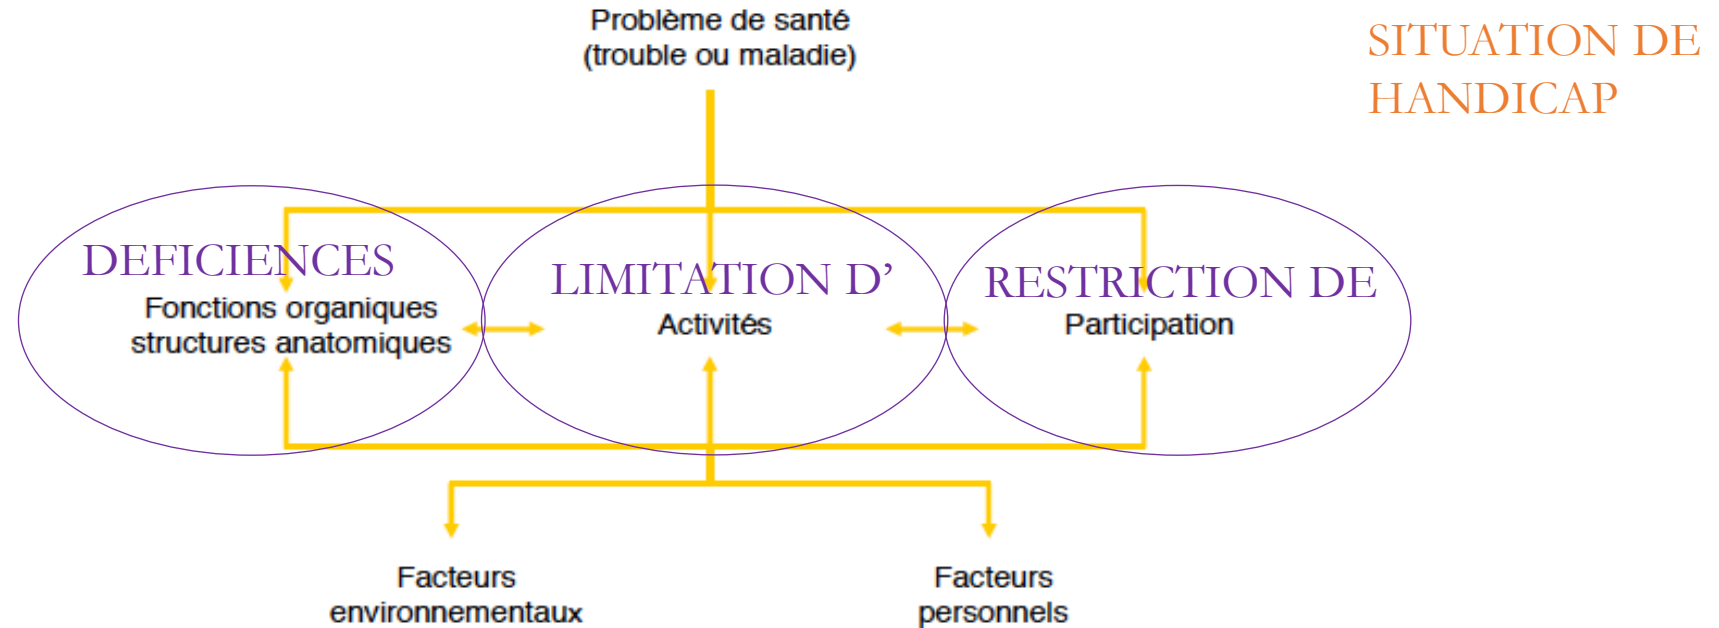 Problème de santé
(trouble ou maladie)
SITUATION DE
HANDICAP
DEFICIENCES
Fonctions organiques
structures anatomiques
LIMITATION D’
Activités
RESTRICTION DE
Participation
Facteurs
environnementaux
Facteurs
personnels